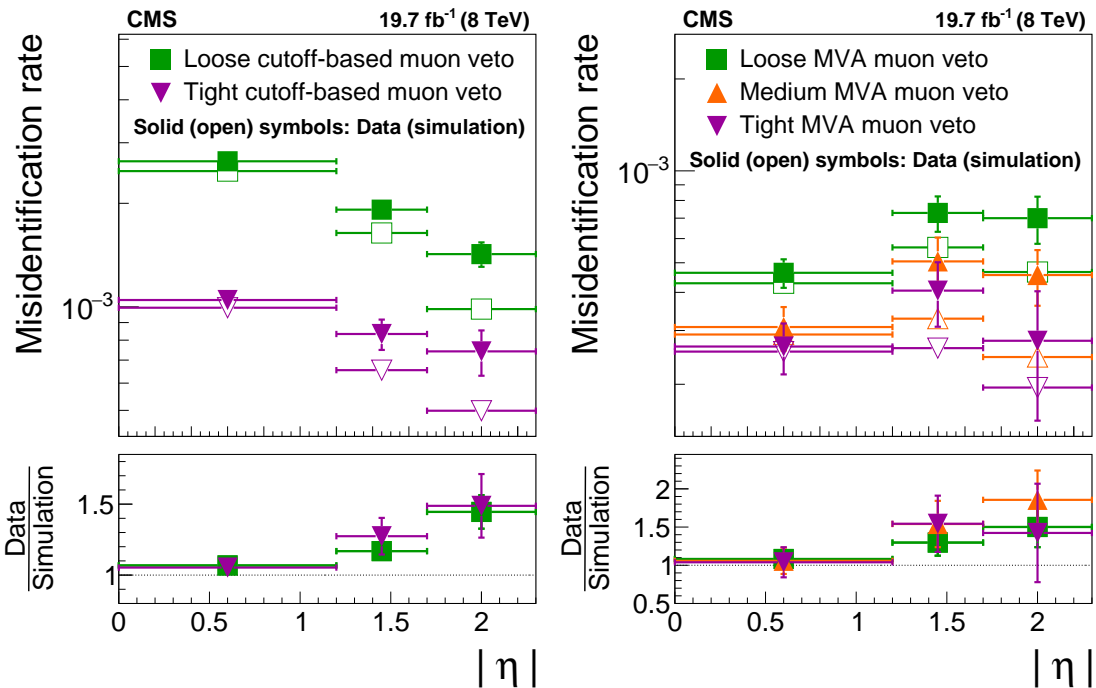 CMS 19.7 fb⁻¹ (8 TeV)
Misidentification rate
Loose cutoff-based muon veto
Tight cutoff-based muon veto
Solid (open) symbols: Data (simulation)
10⁻³
Data
Simulation
1.5
1
0 0.5 1 1.5 2
| η |
CMS 19.7 fb⁻¹ (8 TeV)
Misidentification rate
Loose MVA muon veto
Medium MVA muon veto
Tight MVA muon veto
Solid (open) symbols: Data (simulation)
10⁻³
Data
Simulation
2
1.5
1
0.5
0 0.5 1 1.5 2
| η |